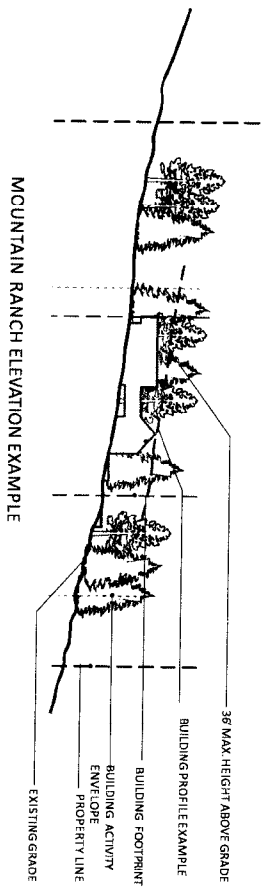 36' MAX. HEIGHT ABOVE GRADE
BUILDING PROFILE EXAMPLE
BUILDING FOOTPRINT
BUILDING ACTIVITY
ENVELOPE
PROPERTY LINE
EXISTING GRADE
MOUNTAIN RANCH ELEVATION EXAMPLE